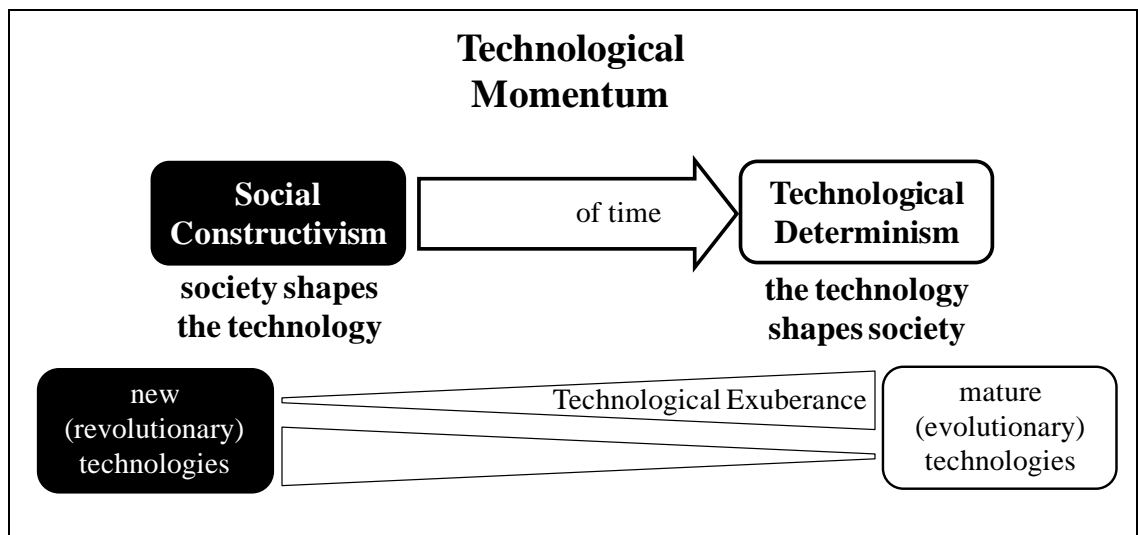 Technological
Momentum
Social
Constructivism
of time
Technological
Determinism
society shapes
the technology
the technology
shapes society
new
(revolutionary)
technologies
Technological Exuberance
mature
(evolutionary)
technologies